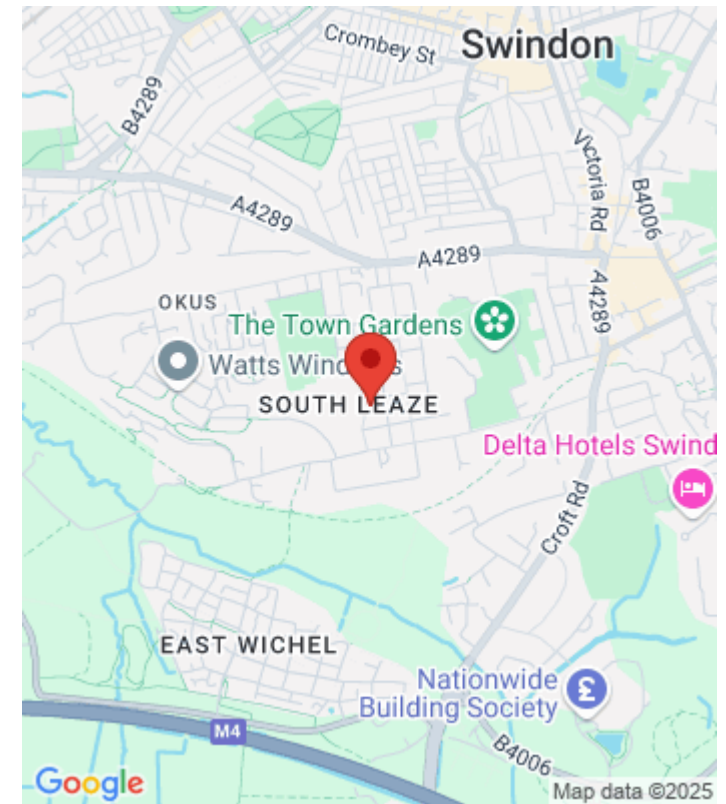 Crombey St
Swindon
B4289
Victoria Rd
B4006
A4289
A4289
A4289
OKUS
The Town Gardens
Watts
SOUTH LEAZE
Delta Hotels Swind
Croft Rd
EAST WICHEL
Nationwide
Building Society
M4
B4006
Google
Map data ©2025